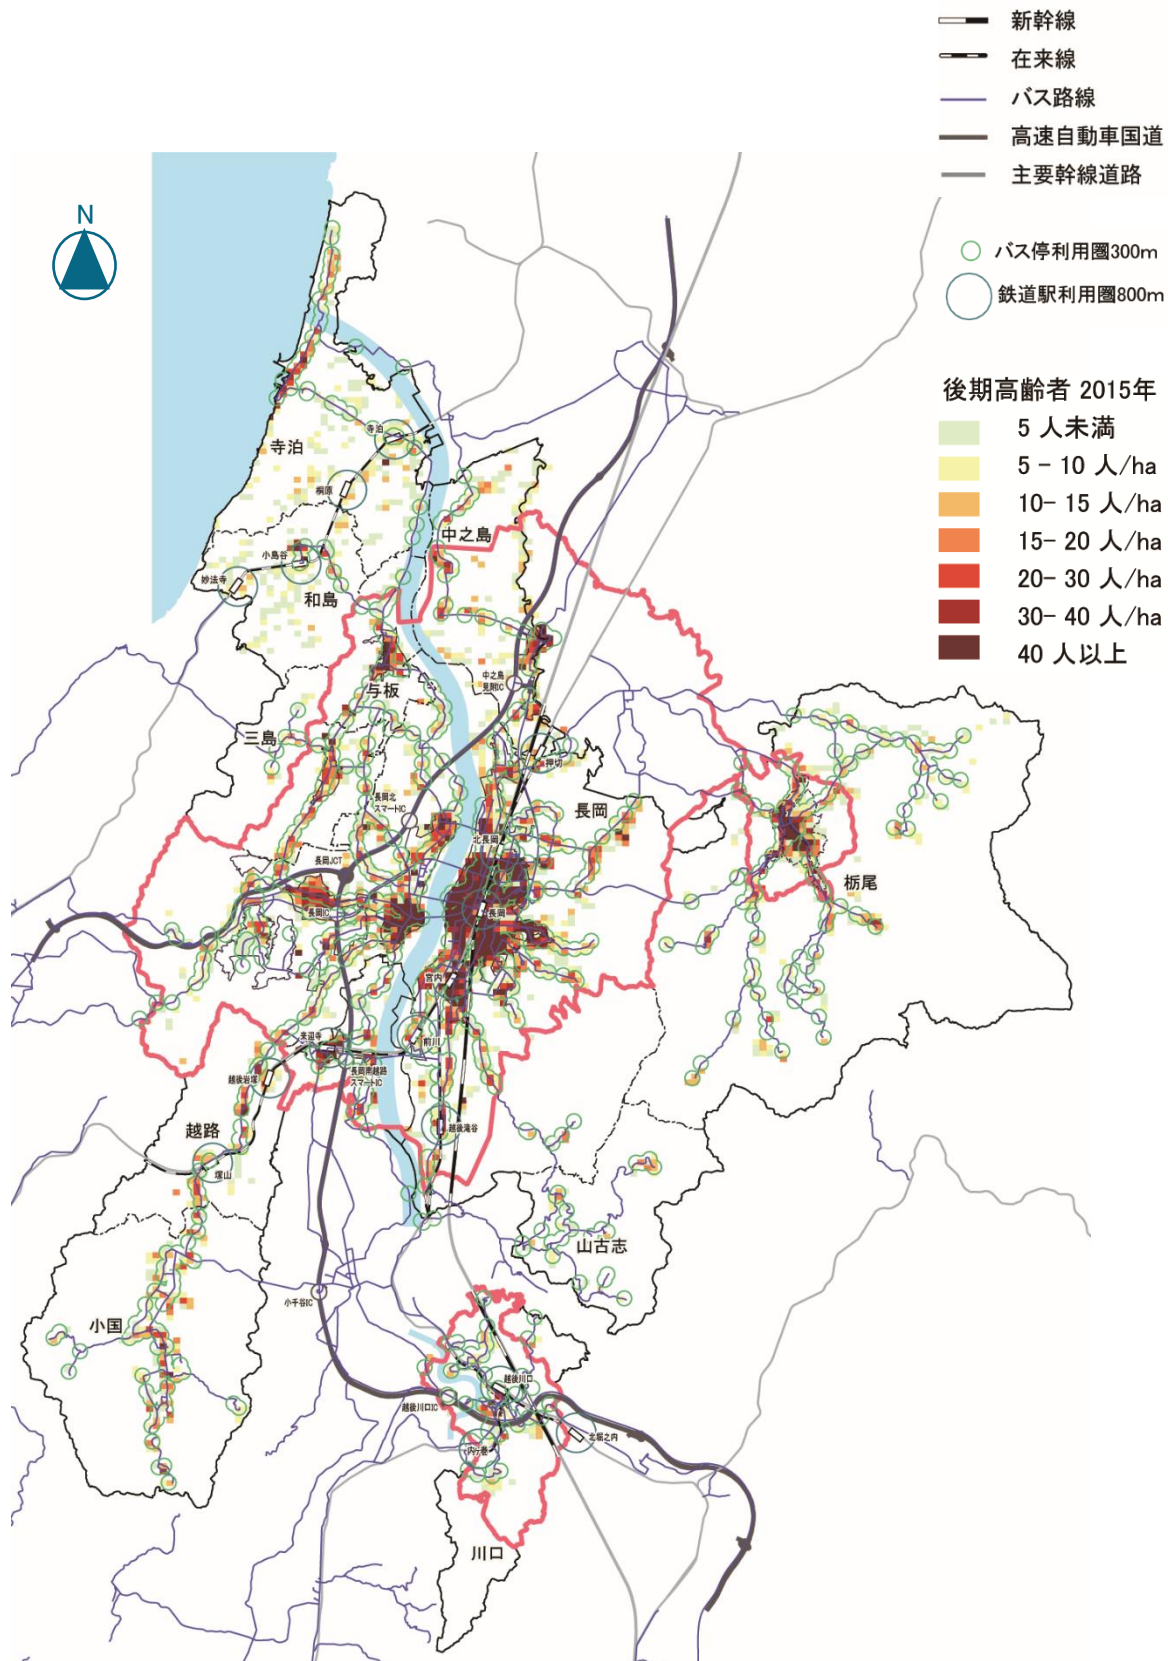 新幹線
在来線
バス路線
高速自動車国道
主要幹線道路
N
バス停利用圏300m
鉄道駅利用圏800m
後期高齢者 2015年
5 人未満
5 - 10 人/ha
10- 15 人/ha
15- 20 人/ha
20- 30 人/ha
30- 40 人/ha
40 人以上
寺泊
寺泊
桐原
中之島
小島谷
妙法寺
和島
中之島
見附IC
与板
三島
押切
長岡北
スマートIC
長岡
北長岡
長岡JCT
栃尾
長岡IC
長岡
宮内
来迎寺
前川
長岡南越路
スマートIC
越後岩塚
越路
越後滝谷
塚山
山古志
小千谷IC
小国
越後川口
越後川口IC
北堀之内
内ヶ巻
川口